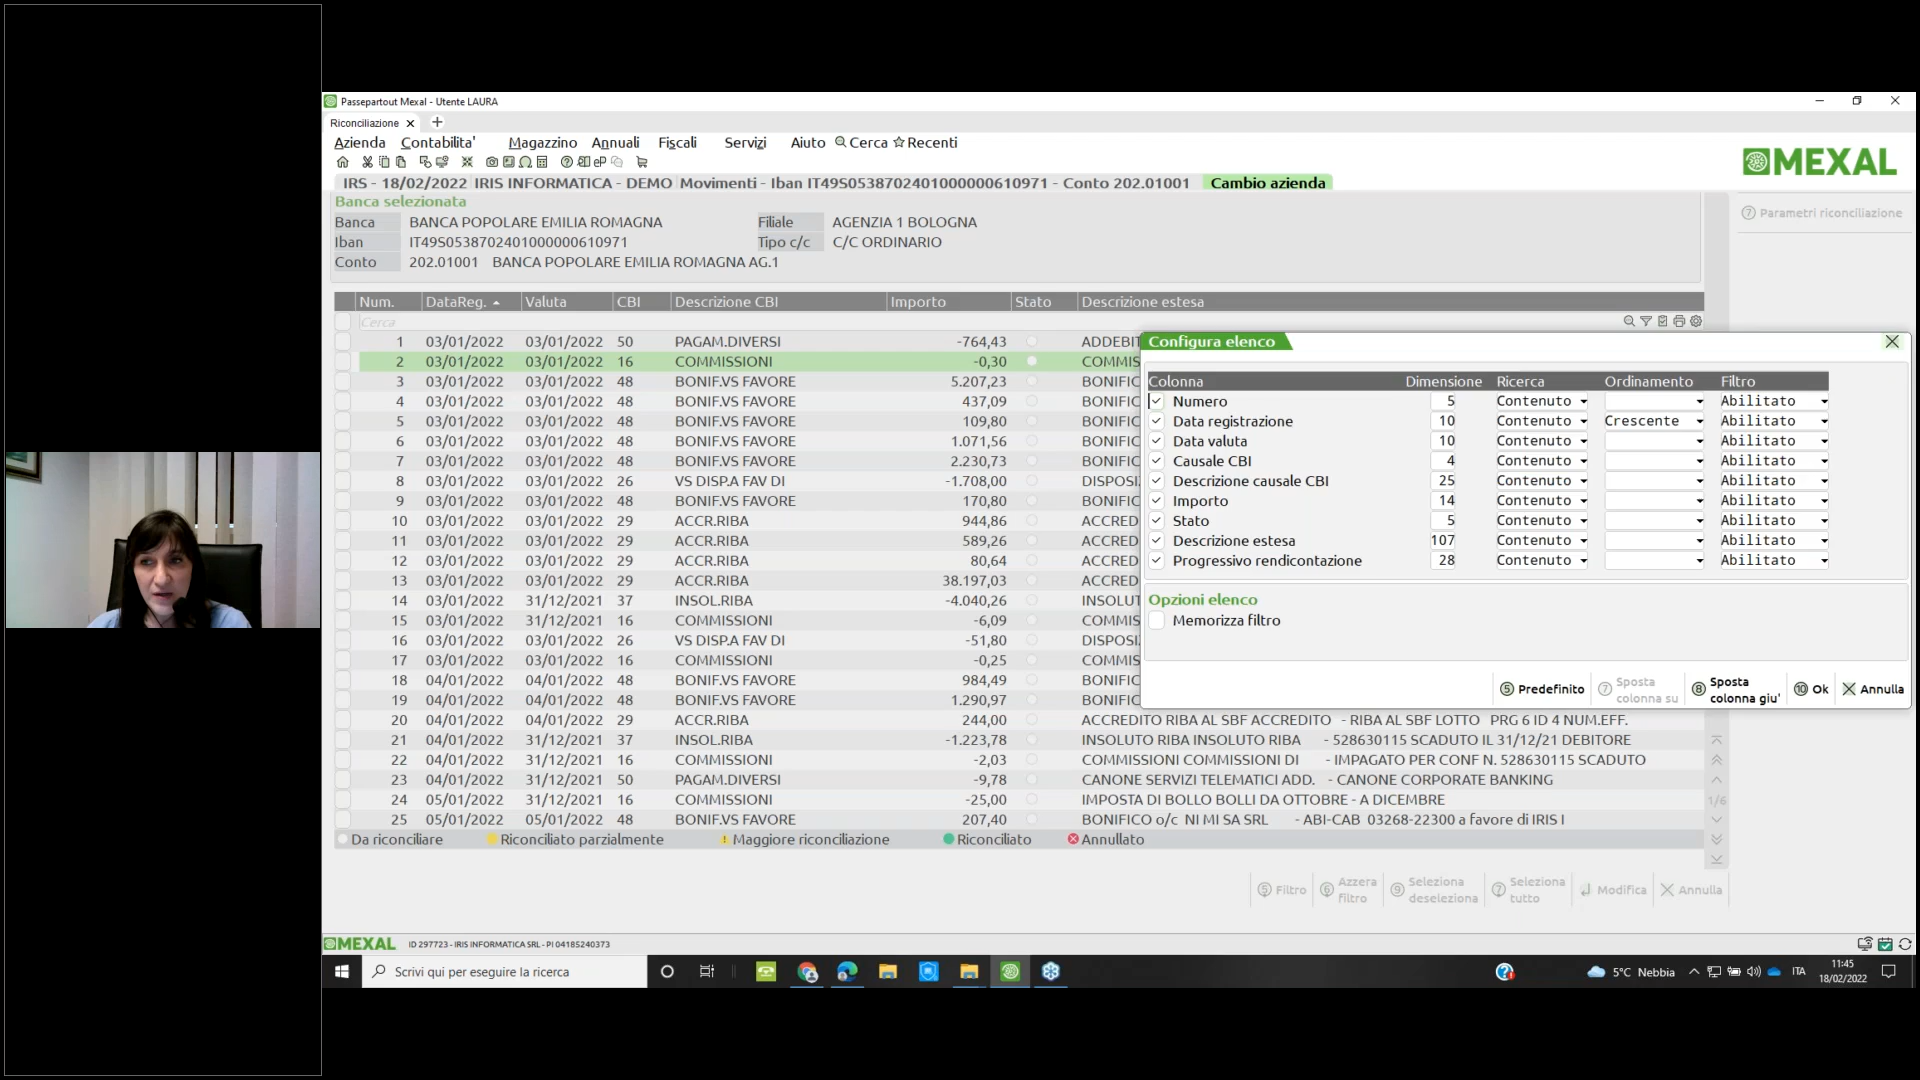 Passepartout Mexal - Utente LAURA
Riconciliazione
Azienda Contabilita' Magazzino Annuali Fiscali Servizi Aiuto Cerca Recenti
MEXAL
IRS - 18/02/2022 IRIS INFORMATICA - DEMO Movimenti - Iban IT49S0538702401000000610971 - Conto 202.01001 Cambio azienda
Banca selezionata
Banca BANCA POPOLARE EMILIA ROMAGNA Filiale AGENZIA 1 BOLOGNA
Iban IT49S0538702401000000610971 Tipo c/c C/C ORDINARIO
Conto 202.01001 BANCA POPOLARE EMILIA ROMAGNA AG.1
Parametri riconciliazione
Num. DataReg. Valuta CBI Descrizione CBI Importo Stato Descrizione estesa
Cerca
1 03/01/2022 03/01/2022 50 PAGAM.DIVERSI -764,43 ADDEBIT
2 03/01/2022 03/01/2022 16 COMMISSIONI -0,30 COMMIS
3 03/01/2022 03/01/2022 48 BONIF.VS FAVORE 5.207,23 BONIFIC
4 03/01/2022 03/01/2022 48 BONIF.VS FAVORE 437,09 BONIFIC
5 03/01/2022 03/01/2022 48 BONIF.VS FAVORE 109,80 BONIFIC
6 03/01/2022 03/01/2022 48 BONIF.VS FAVORE 1.071,56 BONIFIC
7 03/01/2022 03/01/2022 48 BONIF.VS FAVORE 2.230,73 BONIFIC
8 03/01/2022 03/01/2022 26 VS DISP.A FAV DI -1.708,00 DISPOSI
9 03/01/2022 03/01/2022 48 BONIF.VS FAVORE 170,80 BONIFIC
10 03/01/2022 03/01/2022 29 ACCR.RIBA 944,86 ACCRED
11 03/01/2022 03/01/2022 29 ACCR.RIBA 589,26 ACCRED
12 03/01/2022 03/01/2022 29 ACCR.RIBA 80,64 ACCRED
13 03/01/2022 03/01/2022 29 ACCR.RIBA 38.197,03 ACCRED
14 03/01/2022 31/12/2021 37 INSOL.RIBA -4.040,26 INSOLUT
15 03/01/2022 31/12/2021 16 COMMISSIONI -6,09 COMMIS
16 03/01/2022 03/01/2022 26 VS DISP.A FAV DI -51,80 DISPOSI
17 03/01/2022 03/01/2022 16 COMMISSIONI -0,25 COMMIS
18 04/01/2022 04/01/2022 48 BONIF.VS FAVORE 984,49 BONIFIC
19 04/01/2022 04/01/2022 48 BONIF.VS FAVORE 1.290,97 BONIFIC
20 04/01/2022 04/01/2022 29 ACCR.RIBA 244,00 ACCREDITO RIBA AL SBF ACCREDITO - RIBA AL SBF LOTTO PRG 6 ID 4 NUM.EFF.
21 04/01/2022 31/12/2021 37 INSOL.RIBA -1.223,78 INSOLUTO RIBA INSOLUTO RIBA - 528630115 SCADUTO IL 31/12/21 DEBITORE
22 04/01/2022 31/12/2021 16 COMMISSIONI -2,03 COMMISSIONI COMMISSIONI DI - IMPAGATO PER CONF N. 528630115 SCADUTO
23 04/01/2022 31/12/2021 50 PAGAM.DIVERSI -9,78 CANONE SERVIZI TELEMATICI ADD. - CANONE CORPORATE BANKING
24 05/01/2022 31/12/2021 16 COMMISSIONI -25,00 IMPOSTA DI BOLLO BOLLI DA OTTOBRE - A DICEMBRE
25 05/01/2022 05/01/2022 48 BONIF.VS FAVORE 207,40 BONIFICO o/c NI MI SA SRL - ABI-CAB 03268-22300 a favore di IRIS I
1/6
Da riconciliare Riconciliato parzialmente Maggiore riconciliazione Riconciliato Annullato
Configura elenco
Colonna Dimensione Ricerca Ordinamento Filtro
Numero 5 Contenuto Abilitato
Data registrazione 10 Contenuto Crescente Abilitato
Data valuta 10 Contenuto Abilitato
Causale CBI 4 Contenuto Abilitato
Descrizione causale CBI 25 Contenuto Abilitato
Importo 14 Contenuto Abilitato
Stato 5 Contenuto Abilitato
Descrizione estesa 107 Contenuto Abilitato
Progressivo rendicontazione 28 Contenuto Abilitato
Opzioni elenco
Memorizza filtro
5 Predefinito 7 Sposta colonna su 8 Sposta colonna giu' 10 Ok Annulla
5 Filtro 6 Azzera filtro 9 Seleziona deseleziona Seleziona tutto Modifica Annulla
MEXAL ID 297723 - IRIS INFORMATICA SRL - PI 04185240373
Scrivi qui per eseguire la ricerca
5°C Nebbia ITA 11:45
18/02/2022